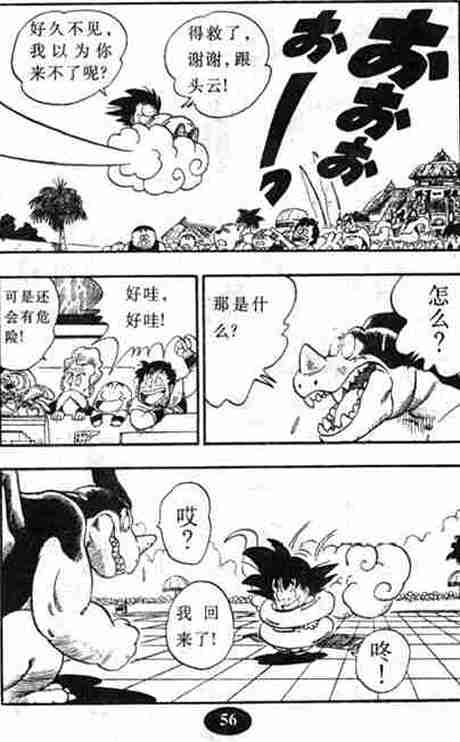 おおお
おーっ
得救了,
谢谢,跟
头云!
好久不见,
我以为你
来不了呢?
怎么?
那是什
么?
好哇,
好哇!
可是还
会有危
险!
咚!
我回
来了!
哎?
56